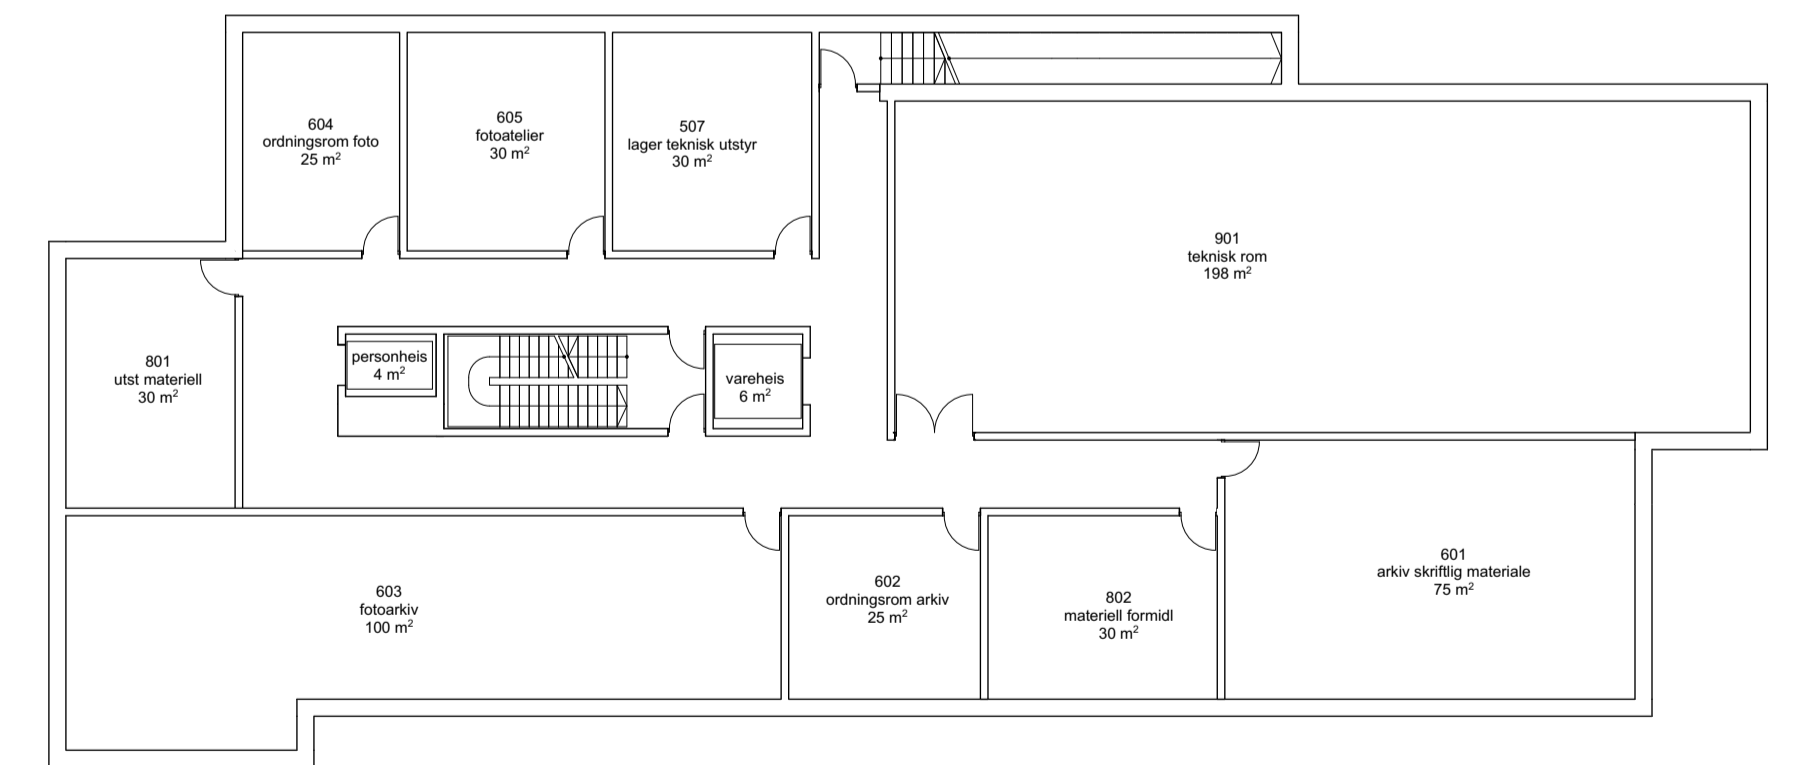 604
ordningsrom foto
25 m²
605
fotoatelier
30 m²
507
lager teknisk utstyr
30 m²
901
teknisk rom
198 m²
801
utst materiell
30 m²
personheis
4 m²
vareheis
6 m²
603
fotoarkiv
100 m²
602
ordningsrom arkiv
25 m²
802
materiell formidl
30 m²
601
arkiv skriftlig materiale
75 m²